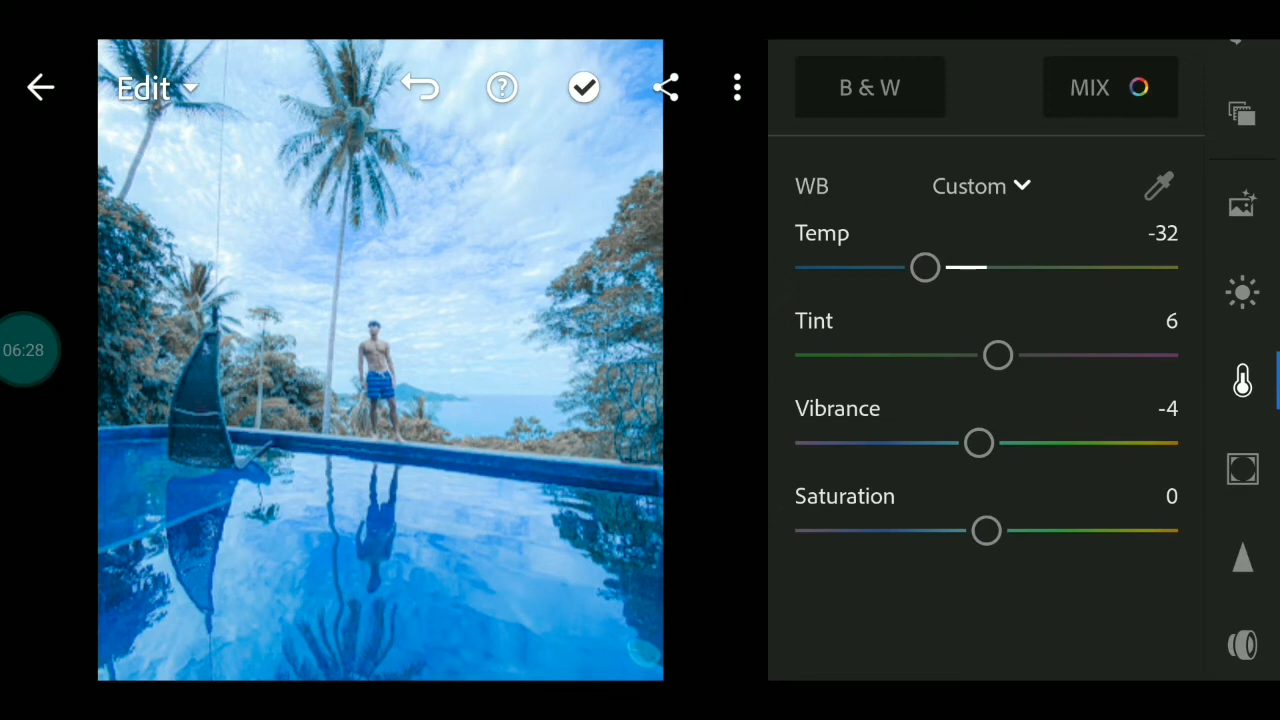 Edit
B & W
MIX
WB
Custom
Temp
-32
Tint
6
Vibrance
-4
Saturation
0
06:28